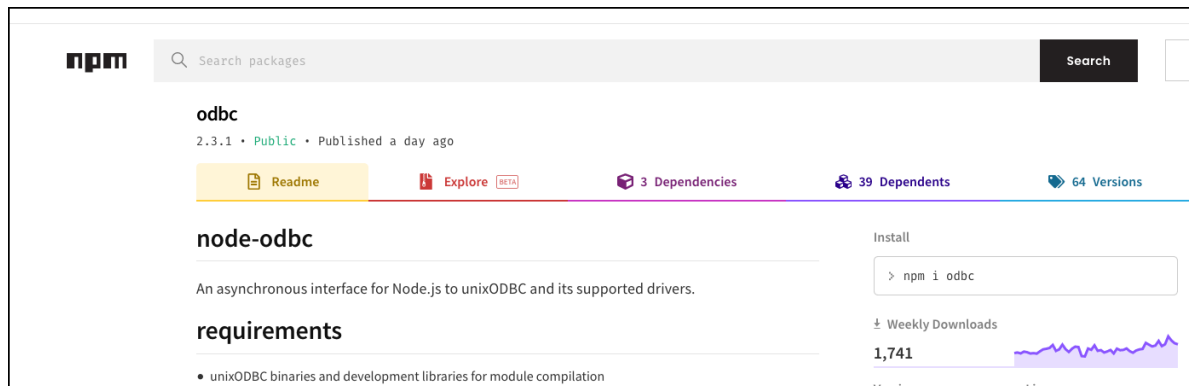 npm
Search packages
Search
odbc
2.3.1 • Public • Published a day ago
Readme
Explore BETA
3 Dependencies
39 Dependents
64 Versions
node-odbc
An asynchronous interface for Node.js to unixODBC and its supported drivers.
requirements
• unixODBC binaries and development libraries for module compilation
Install
> npm i odbc
Weekly Downloads
1,741